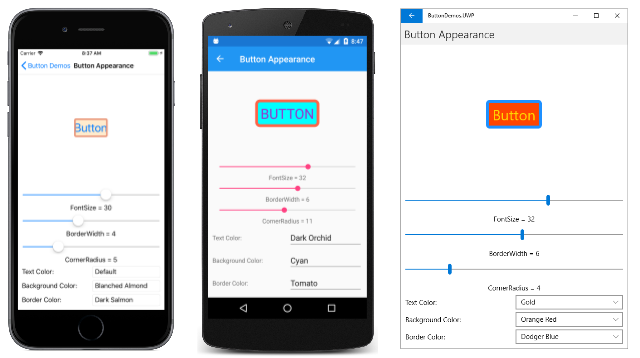 Carrier 8:37 AM
Button Demos Button Appearance
Button
FontSize = 30
BorderWidth = 4
CornerRadius = 5
Text Color: Default
Background Color: Blanched Almond
Border Color: Dark Salmon
8:47
Button Appearance
BUTTON
FontSize = 32
BorderWidth = 6
CornerRadius = 11
Text Color: Dark Orchid
Background Color: Cyan
Border Color: Tomato
ButtonDemos.UWP
Button Appearance
Button
FontSize = 32
BorderWidth = 6
CornerRadius = 4
Text Color: Gold
Background Color: Orange Red
Border Color: Dodger Blue